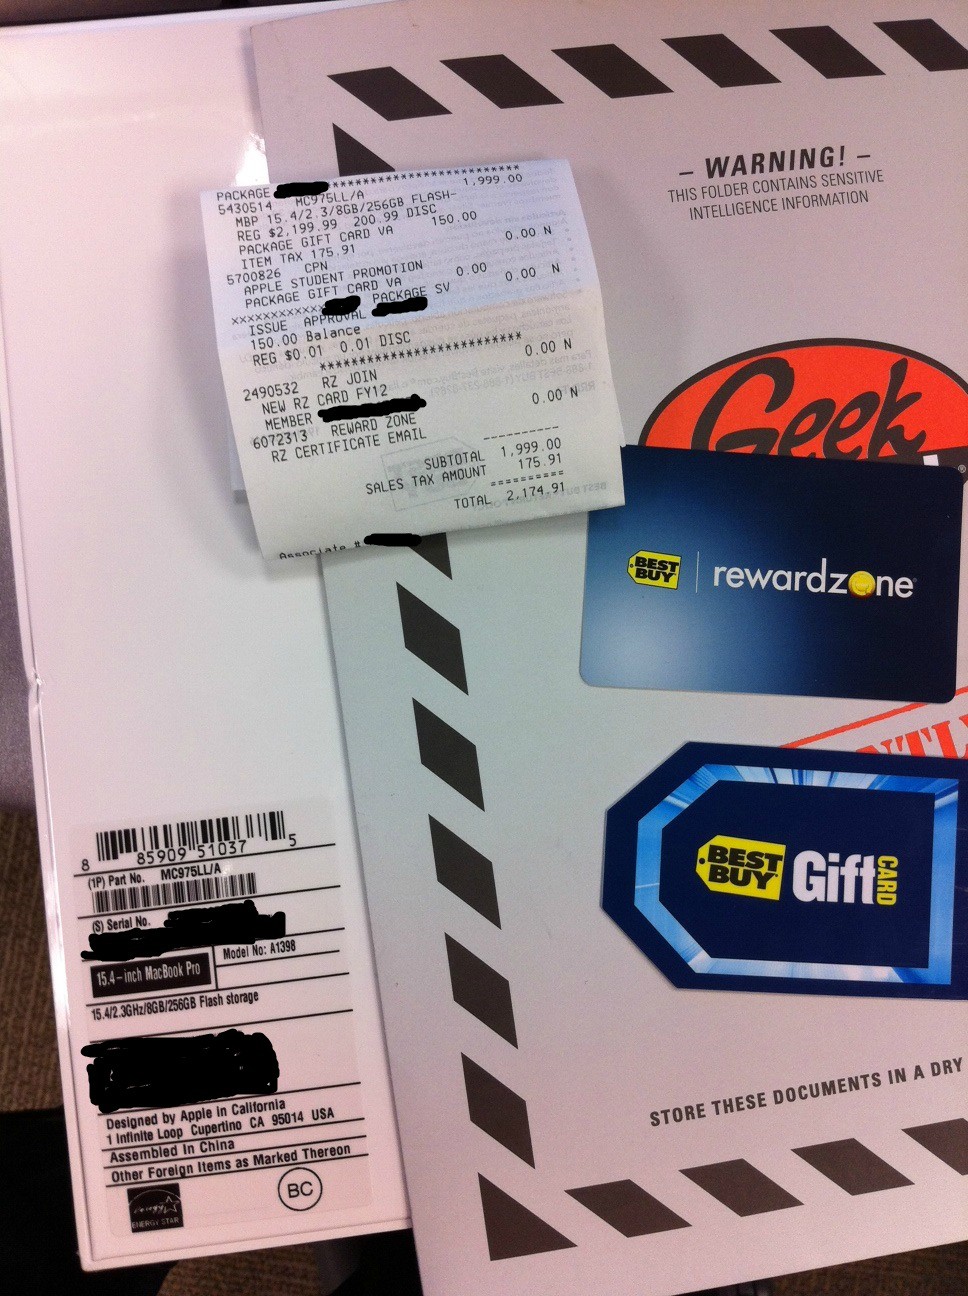 PACKAGE ***************************
5430514 MC975LL/A 1,999.00
MBP 15.4/2.3/8GB/256GB FLASH-
REG $2,199.99 200.99 DISC
PACKAGE GIFT CARD VA 150.00
ITEM TAX 175.91
5700826 CPN 0.00 N
APPLE STUDENT PROMOTION
PACKAGE GIFT CARD VA 0.00
XXXXXXXXXXXX PACKAGE SV 0.00 N
ISSUE APPROVAL
150.00 Balance
REG $0.01 0.01 DISC
*****************************
2490532 RZ JOIN 0.00 N
NEW RZ CARD FY12
MEMBER
6072313 REWARD ZONE 0.00 N
RZ CERTIFICATE EMAIL
----------
SUBTOTAL 1,999.00
SALES TAX AMOUNT 175.91
==========
TOTAL 2,174.91
Associate #
– WARNING! –
THIS FOLDER CONTAINS SENSITIVE
INTELLIGENCE INFORMATION
Geek
BEST BUY rewardzone
BEST BUY Gift CARD
STORE THESE DOCUMENTS IN A DRY
8 85909 51037 5
(1P) Part No. MC975LL/A
(S) Serial No.
Model No: A1398
15.4-inch MacBook Pro
15.4/2.3GHz/8GB/256GB Flash storage
Designed by Apple in California
1 Infinite Loop Cupertino CA 95014 USA
Assembled in China
Other Foreign Items as Marked Thereon
ENERGY STAR
BC